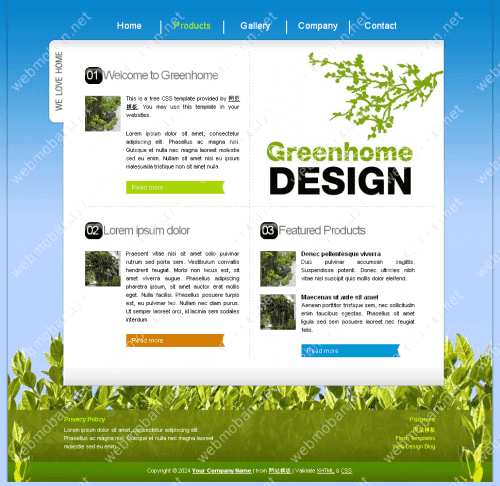 Home Products Gallery Company Contact
WE LOVE HOME
01 Welcome to Greenhome
This is a free CSS template provided by 网站模板. You may use this template in your websites.
Lorem ipsum dolor sit amet, consectetur adipiscing elit. Phasellus ac magna nisi. Quisque et nulla nec magna laoreet molestie sed eu enim. Nullam sit amet nisi eu ipsum malesuada tincidunt non sit amet nulla.
Read more
Greenhome
DESIGN
02 Lorem ipsum dolor
Praesent vitae nisi sit amet odio pulvinar rutrum sed porta sem. Vestibulum convallis hendrerit feugiat. Morbi non lacus est, sit amet viverra augue. Phasellus adipiscing pharetra ipsum, sit amet auctor erat mollis eget. Nulla facilisi. Phasellus posuere turpis est, eu pulvinar leo. Nullam nec diam purus. Ut semper laoreet orci, id lacinia sem sodales interdum.
Read more
03 Featured Products
Donec pellentesque viverra
Duis pulvinar accumsan sagittis. Suspendisse potenti. Donec ultricies nibh vitae nisl suscipit quis mollis dolor eleifend.
Maecenas ut ante sit amet
Aenean porttitor tristique sem, nec sollicitudin enim faucibus egestas. Phasellus sit amet ligula sed sem posuere laoreet nec feugiat felis.
Read more
Privacy Policy
Lorem ipsum dolor sit amet, consectetur adipiscing elit.
Phasellus ac magna nisl. Quisque et nulla nec magna laoreet
molestie sed eu enim.
Partners
网站模板
Flash Templates
Web Design Blog
Copyright © 2024 Your Company Name | from 网站模板 | Validate XHTML & CSS